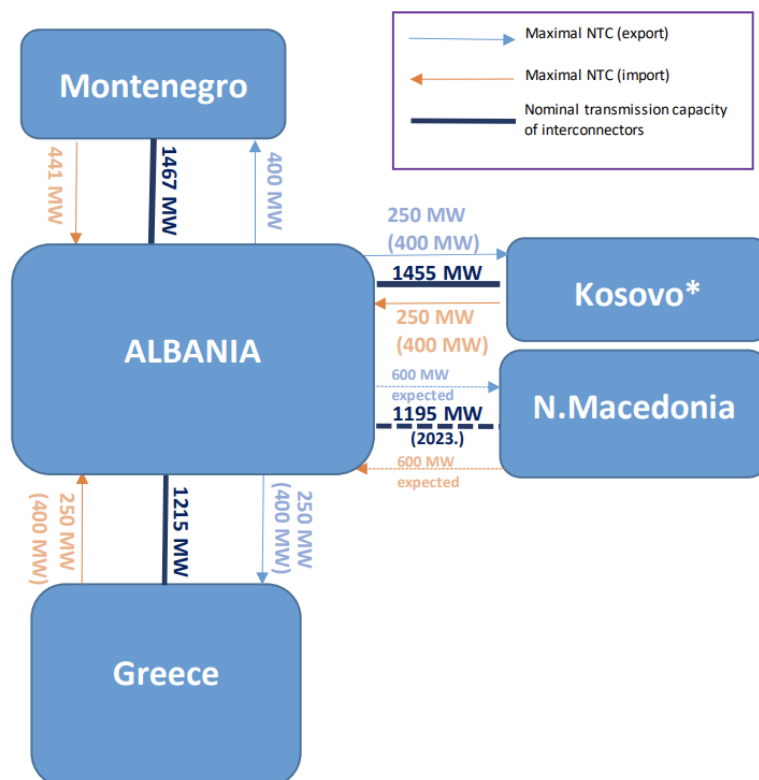 Montenegro
Maximal NTC (export)
Maximal NTC (import)
Nominal transmission capacity
of interconnectors
441 MW
1467 MW
400 MW
250 MW
(400 MW)
1455 MW
250 MW
(400 MW)
Kosovo*
ALBANIA
600 MW
expected
1195 MW
(2023.)
600 MW
expected
N.Macedonia
250 MW
(400 MW)
1215 MW
250 MW
(400 MW)
Greece